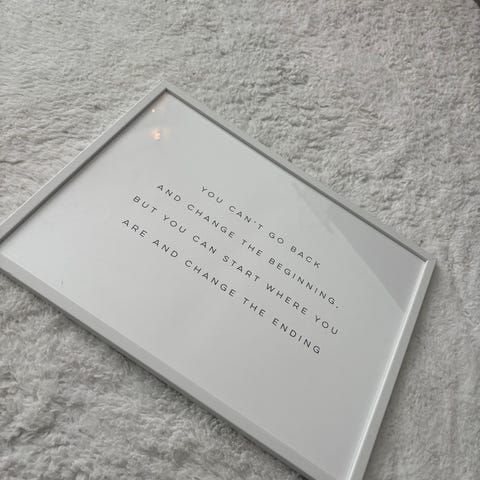 YOU CAN'T GO BACK
AND CHANGE THE BEGINNING,
BUT YOU CAN START WHERE YOU
ARE AND CHANGE THE ENDING